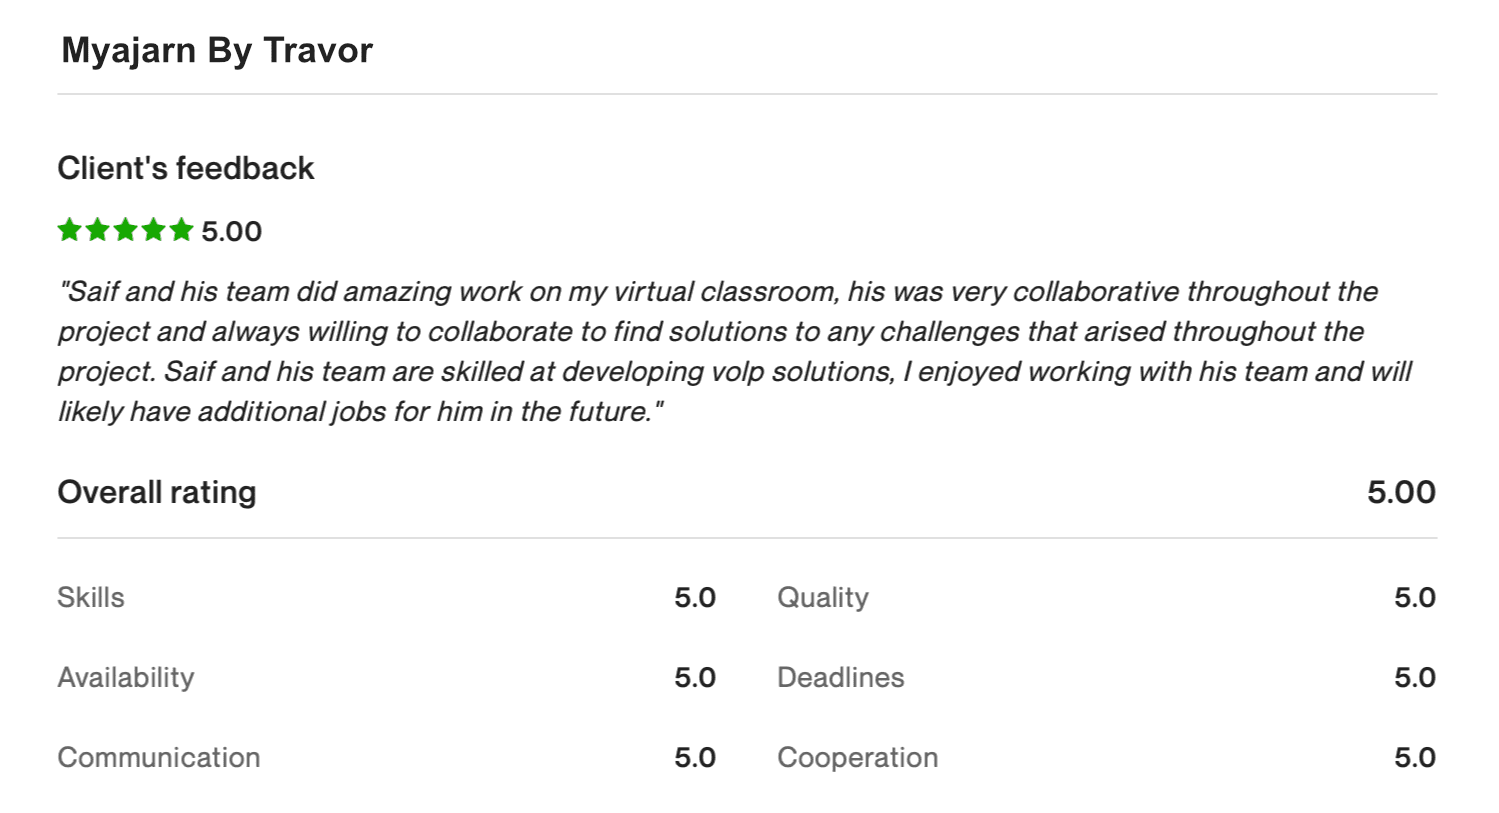 Myajarn By Travor
Client's feedback
5.00
"Saif and his team did amazing work on my virtual classroom, his was very collaborative throughout the
project and always willing to collaborate to find solutions to any challenges that arised throughout the
project. Saif and his team are skilled at developing volp solutions, I enjoyed working with his team and will
likely have additional jobs for him in the future."
Overall rating 5.00
Skills 5.0 Quality 5.0
Availability 5.0 Deadlines 5.0
Communication 5.0 Cooperation 5.0